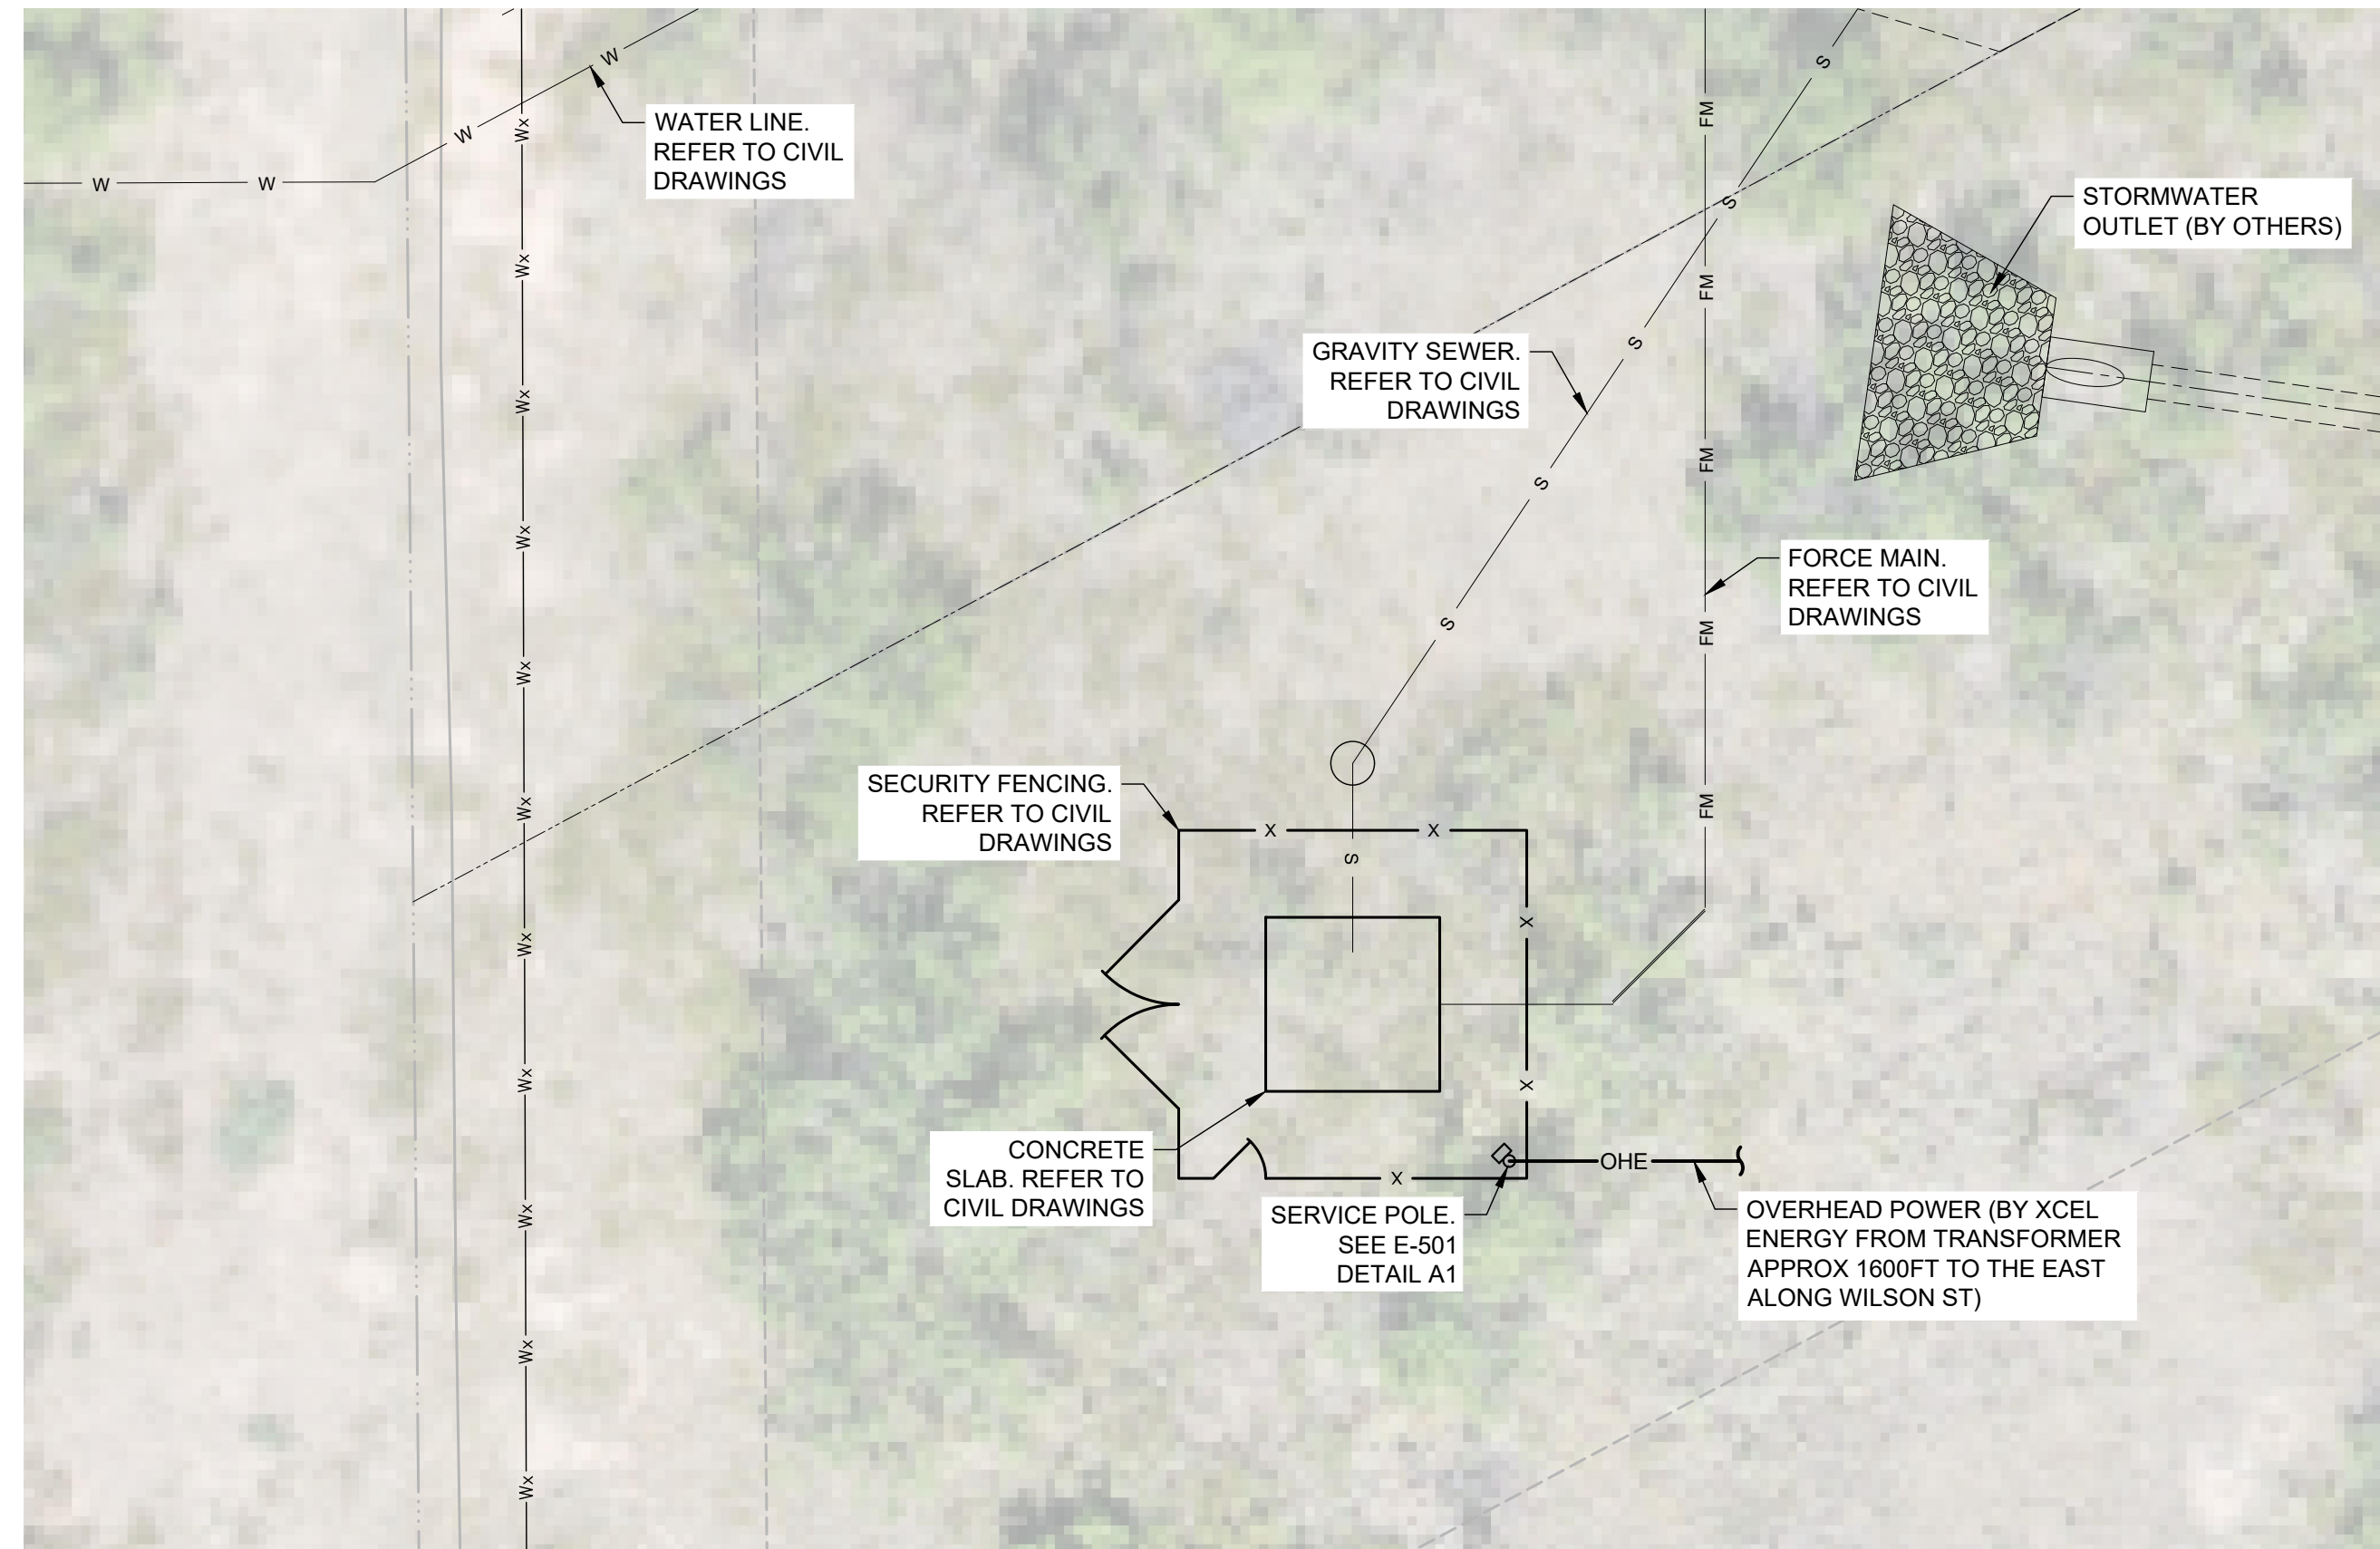 WATER LINE.
REFER TO CIVIL
DRAWINGS
STORMWATER
OUTLET (BY OTHERS)
GRAVITY SEWER.
REFER TO CIVIL
DRAWINGS
FORCE MAIN.
REFER TO CIVIL
DRAWINGS
SECURITY FENCING.
REFER TO CIVIL
DRAWINGS
CONCRETE
SLAB. REFER TO
CIVIL DRAWINGS
SERVICE POLE.
SEE E-501
DETAIL A1
OVERHEAD POWER (BY XCEL
ENERGY FROM TRANSFORMER
APPROX 1600FT TO THE EAST
ALONG WILSON ST)
OHE
W
W
W
W
Wx
Wx
Wx
Wx
Wx
Wx
Wx
Wx
Wx
Wx
Wx
S
S
S
S
S
S
FM
FM
FM
FM
FM
X
X
X
X
X